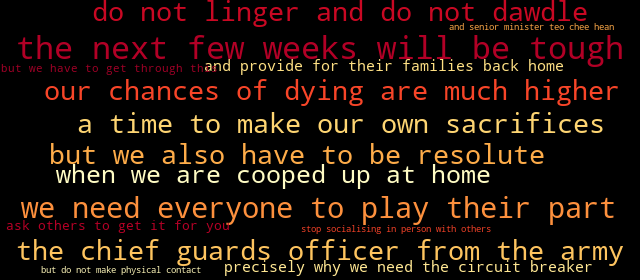 do not linger and do not dawdle
and senior minister teo chee hean
the next few weeks will be tough
but we have to get through this
and provide for their families back home
our chances of dying are much higher
a time to make our own sacrifices
but we also have to be resolute
when we are cooped up at home
we need everyone to play their part
ask others to get it for you
stop socialising in person with others
the chief guards officer from the army
precisely why we need the circuit breaker
but do not make physical contact